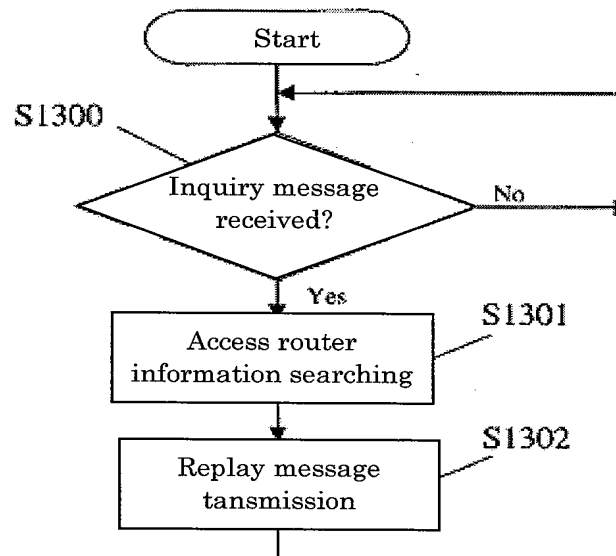 Start
S1300
Inquiry message
received?
No
Yes
S1301
Access router
information searching
S1302
Replay message
tansmission